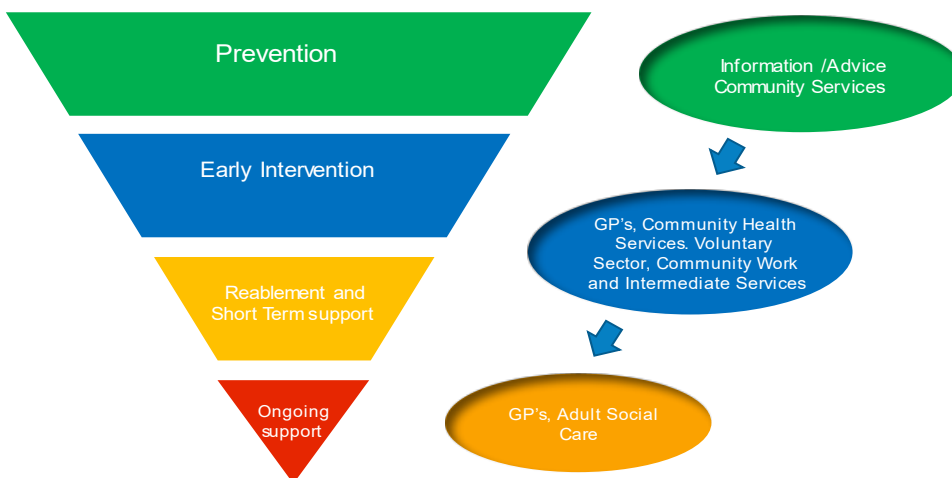 Prevention
Information /Advice
Community Services
Early Intervention
GP's, Community Health
Services. Voluntary
Sector, Community Work
and Intermediate Services
Reablement and
Short Term support
Ongoing
support
GP's, Adult Social
Care